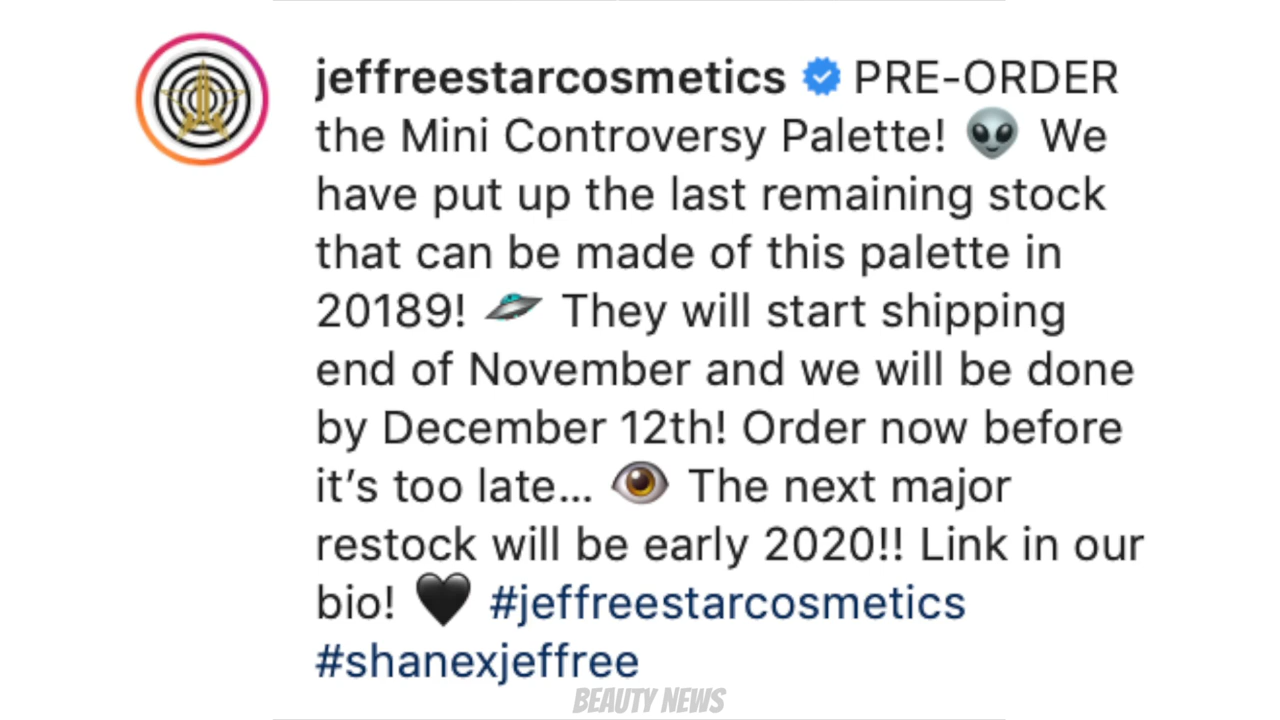 jeffreestarcosmetics PRE-ORDER
the Mini Controversy Palette! 👽 We
have put up the last remaining stock
that can be made of this palette in
20189! 🛸 They will start shipping
end of November and we will be done
by December 12th! Order now before
it’s too late... 👁️ The next major
restock will be early 2020!! Link in our
bio! 🖤 #jeffreestarcosmetics
#shanexjeffree
BEAUTY NEWS